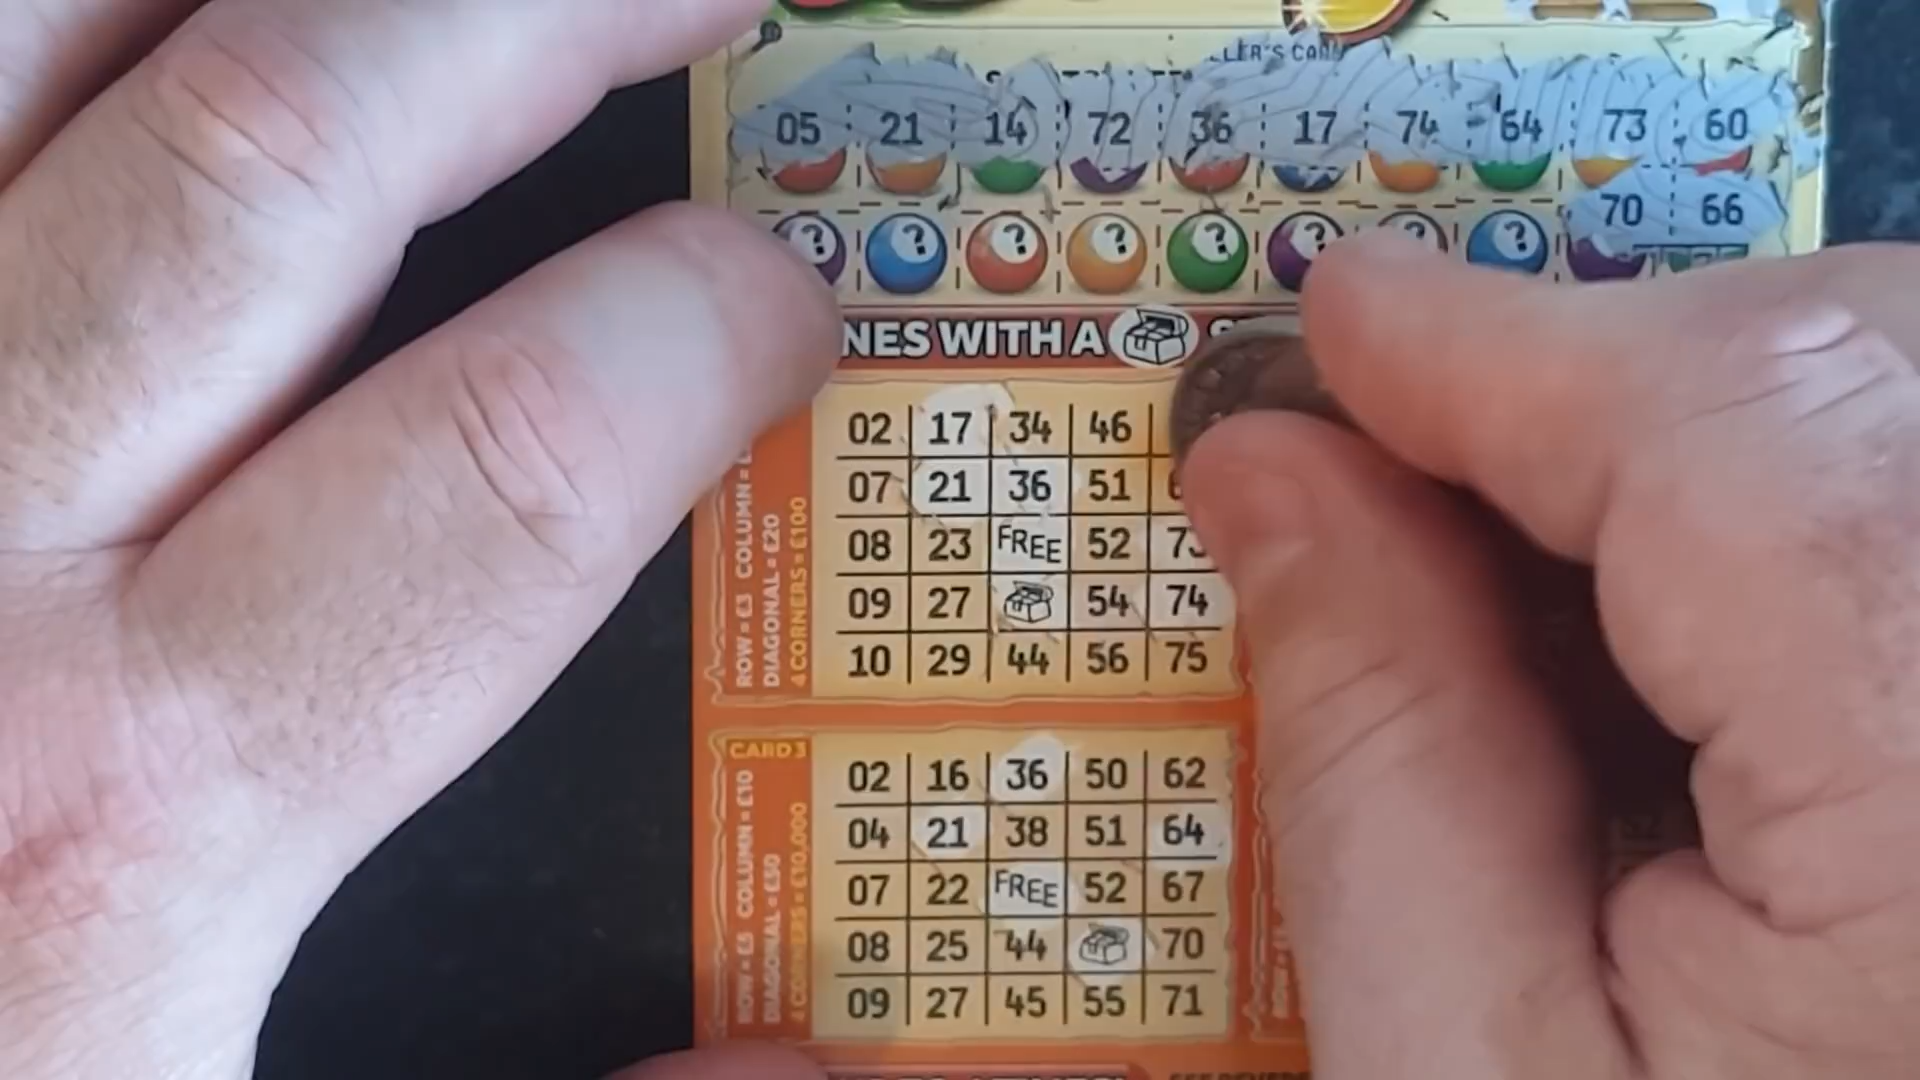 LER'S CAR
05 21 14 72 36 17 74 64 73 60
? ? ? ? ? ? ? ? 70 66
NES WITH A
ROW = £3 COLUMN =
DIAGONAL = £20
4 CORNERS = £100
02 17 34 46
07 21 36 51
08 23 FREE 52 73
09 27 54 74
10 29 44 56 75
CARD 3
ROW = £5 COLUMN = £10
DIAGONAL = £50
4 CORNERS = £10,000
02 16 36 50 62
04 21 38 51 64
07 22 FREE 52 67
08 25 44 70
09 27 45 55 71